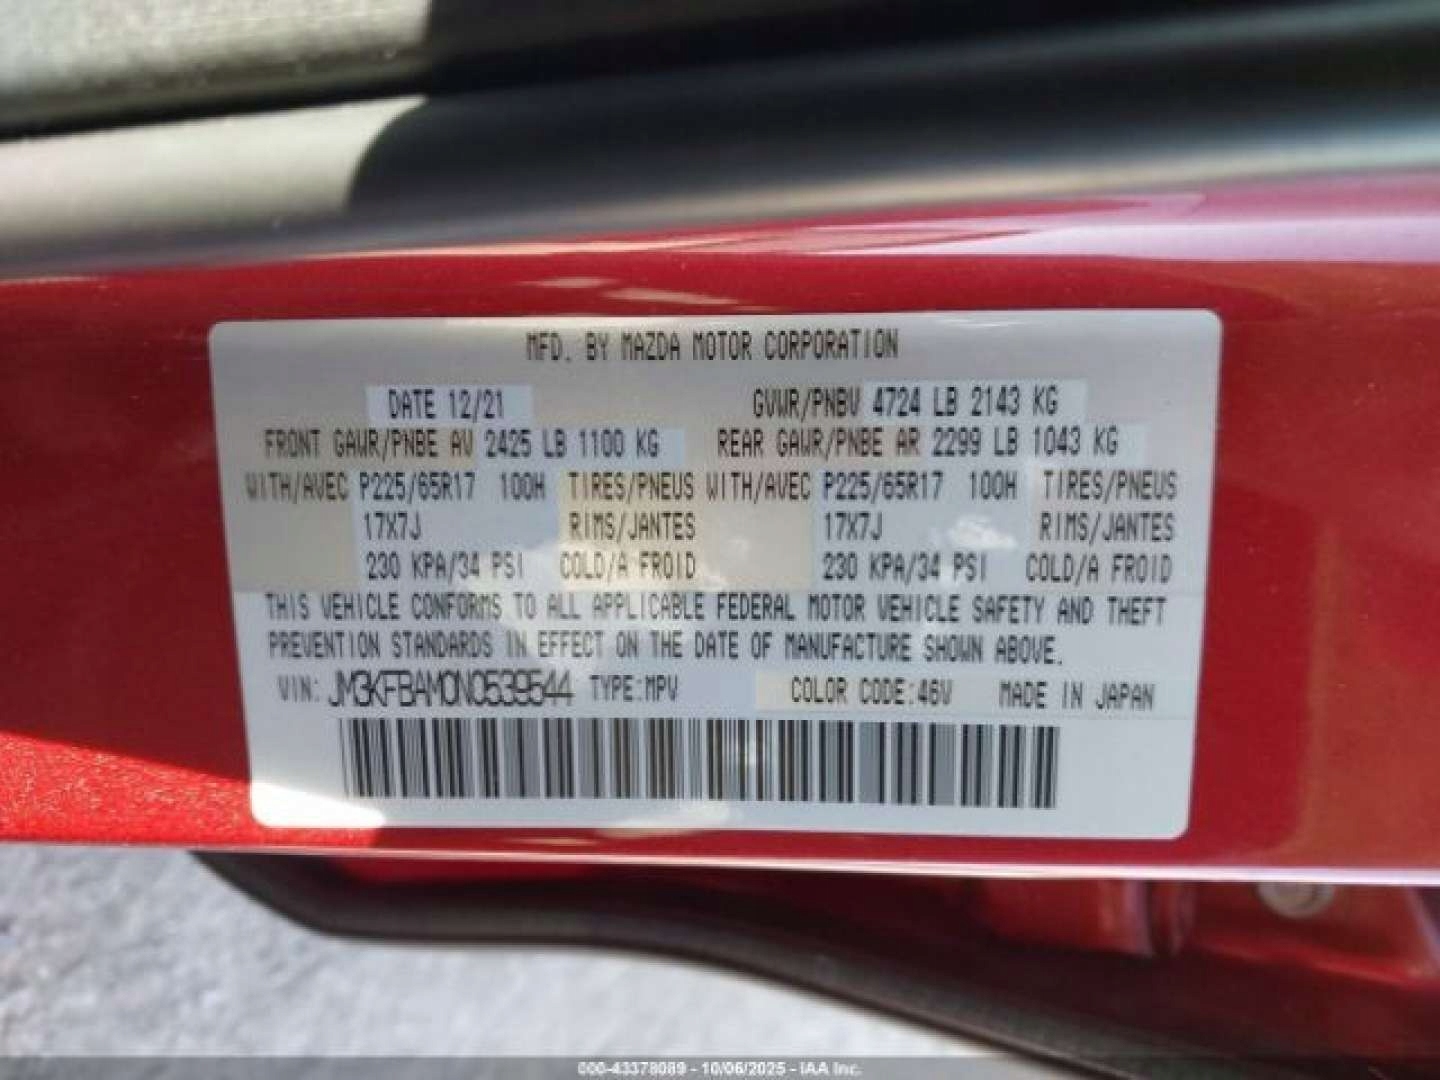 MFD. BY MAZDA MOTOR CORPORATION
DATE 12/21 GVWR/PNBV 4724 LB 2143 KG
FRONT GAWR/PNBE AV 2425 LB 1100 KG REAR GAWR/PNBE AR 2299 LB 1043 KG
WITH/AVEC P225/65R17 100H TIRES/PNEUS WITH/AVEC P225/65R17 100H TIRES/PNEUS
17X7J RIMS/JANTES 17X7J RIMS/JANTES
230 KPA/34 PSI COLD/A FROID 230 KPA/34 PSI COLD/A FROID
THIS VEHICLE CONFORMS TO ALL APPLICABLE FEDERAL MOTOR VEHICLE SAFETY AND THEFT
PREVENTION STANDARDS IN EFFECT ON THE DATE OF MANUFACTURE SHOWN ABOVE.
VIN: JM3KFBAM0N0539544 TYPE:MPV COLOR CODE:46V MADE IN JAPAN
000-43378089 - 10/06/2025 - IAA Inc.